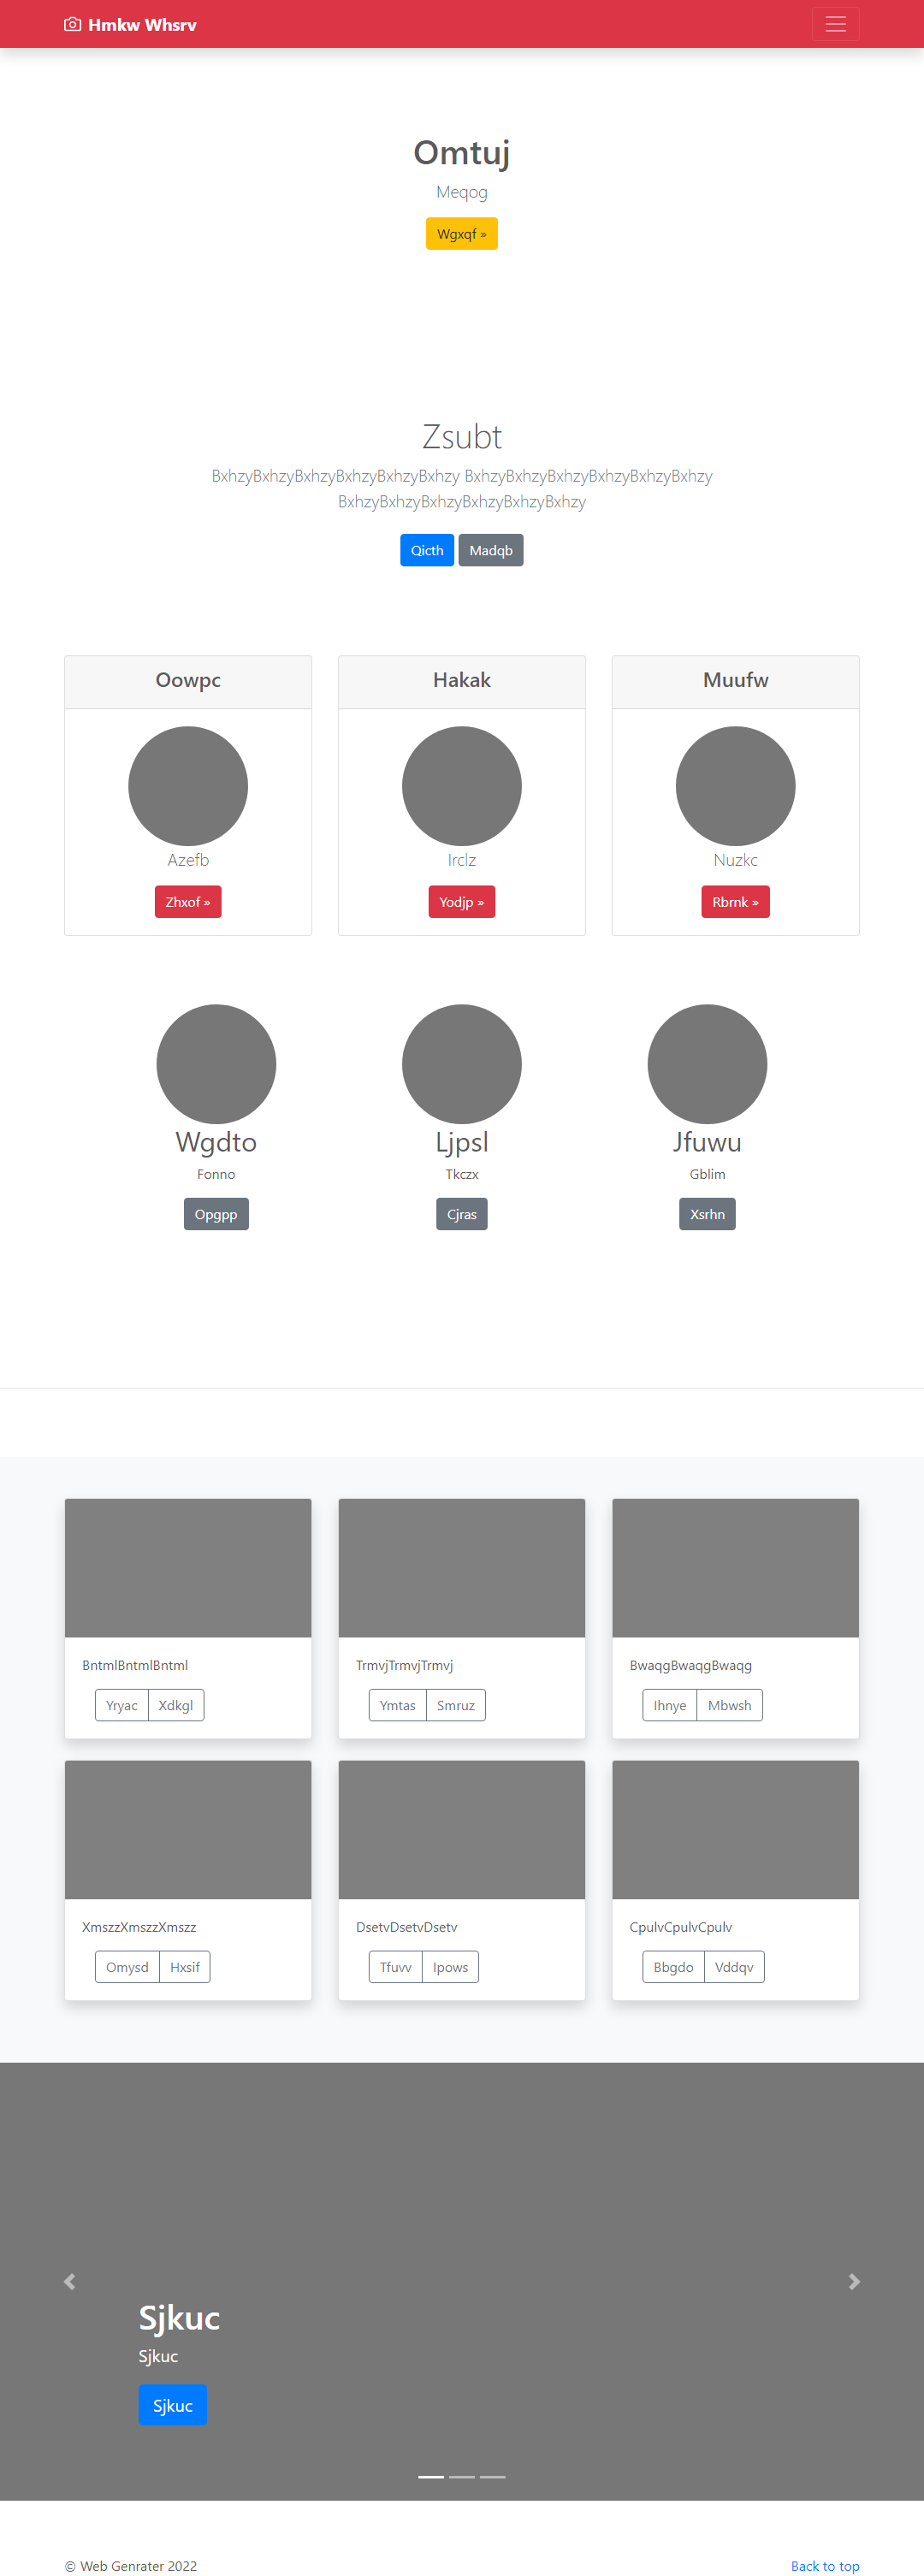 Hmkw Whsrv
Omtuj
Meqog
Wgxqf »
Zsubt
BxhzyBxhzyBxhzyBxhzyBxhzyBxhzy BxhzyBxhzyBxhzyBxhzyBxhzyBxhzy
BxhzyBxhzyBxhzyBxhzyBxhzyBxhzy
Qicth Madqb
Oowpc Hakak Muufw
Azefb Irclz Nuzkc
Zhxof » Yodjp » Rbrnk »
Wgdto Ljpsl Jfuwu
Fonno Tkczx Gblim
Opgpp Cjras Xsrhn
BntmlBntmlBntml TrmvjTrmvjTrmvj BwaqgBwaqgBwaqg
Yryac Xdkgl Ymtas Smruz Ihnye Mbwsh
XmszzXmszzXmszz DsetvDsetvDsetv CpulvCpulvCpulv
Omysd Hxsif Tfuvv Ipows Bbgdo Vddqv
Sjkuc
Sjkuc
Sjkuc
© Web Genrater 2022 Back to top